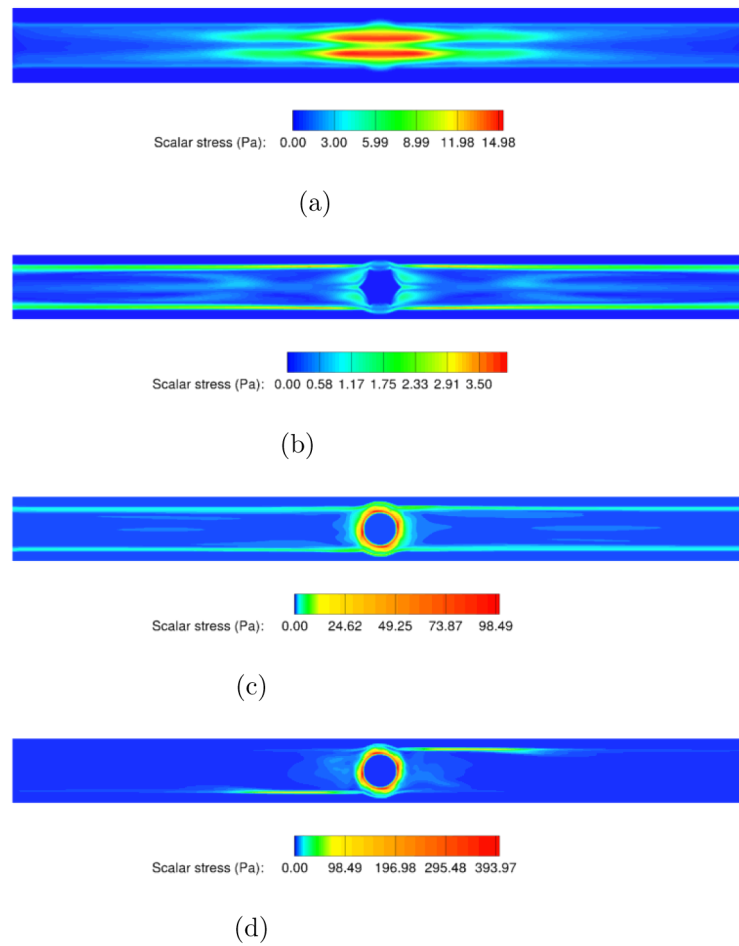 Scalar stress (Pa): 0.00 3.00 5.99 8.99 11.98 14.98
(a)
Scalar stress (Pa): 0.00 0.58 1.17 1.75 2.33 2.91 3.50
(b)
Scalar stress (Pa): 0.00 24.62 49.25 73.87 98.49
(c)
Scalar stress (Pa): 0.00 98.49 196.98 295.48 393.97
(d)